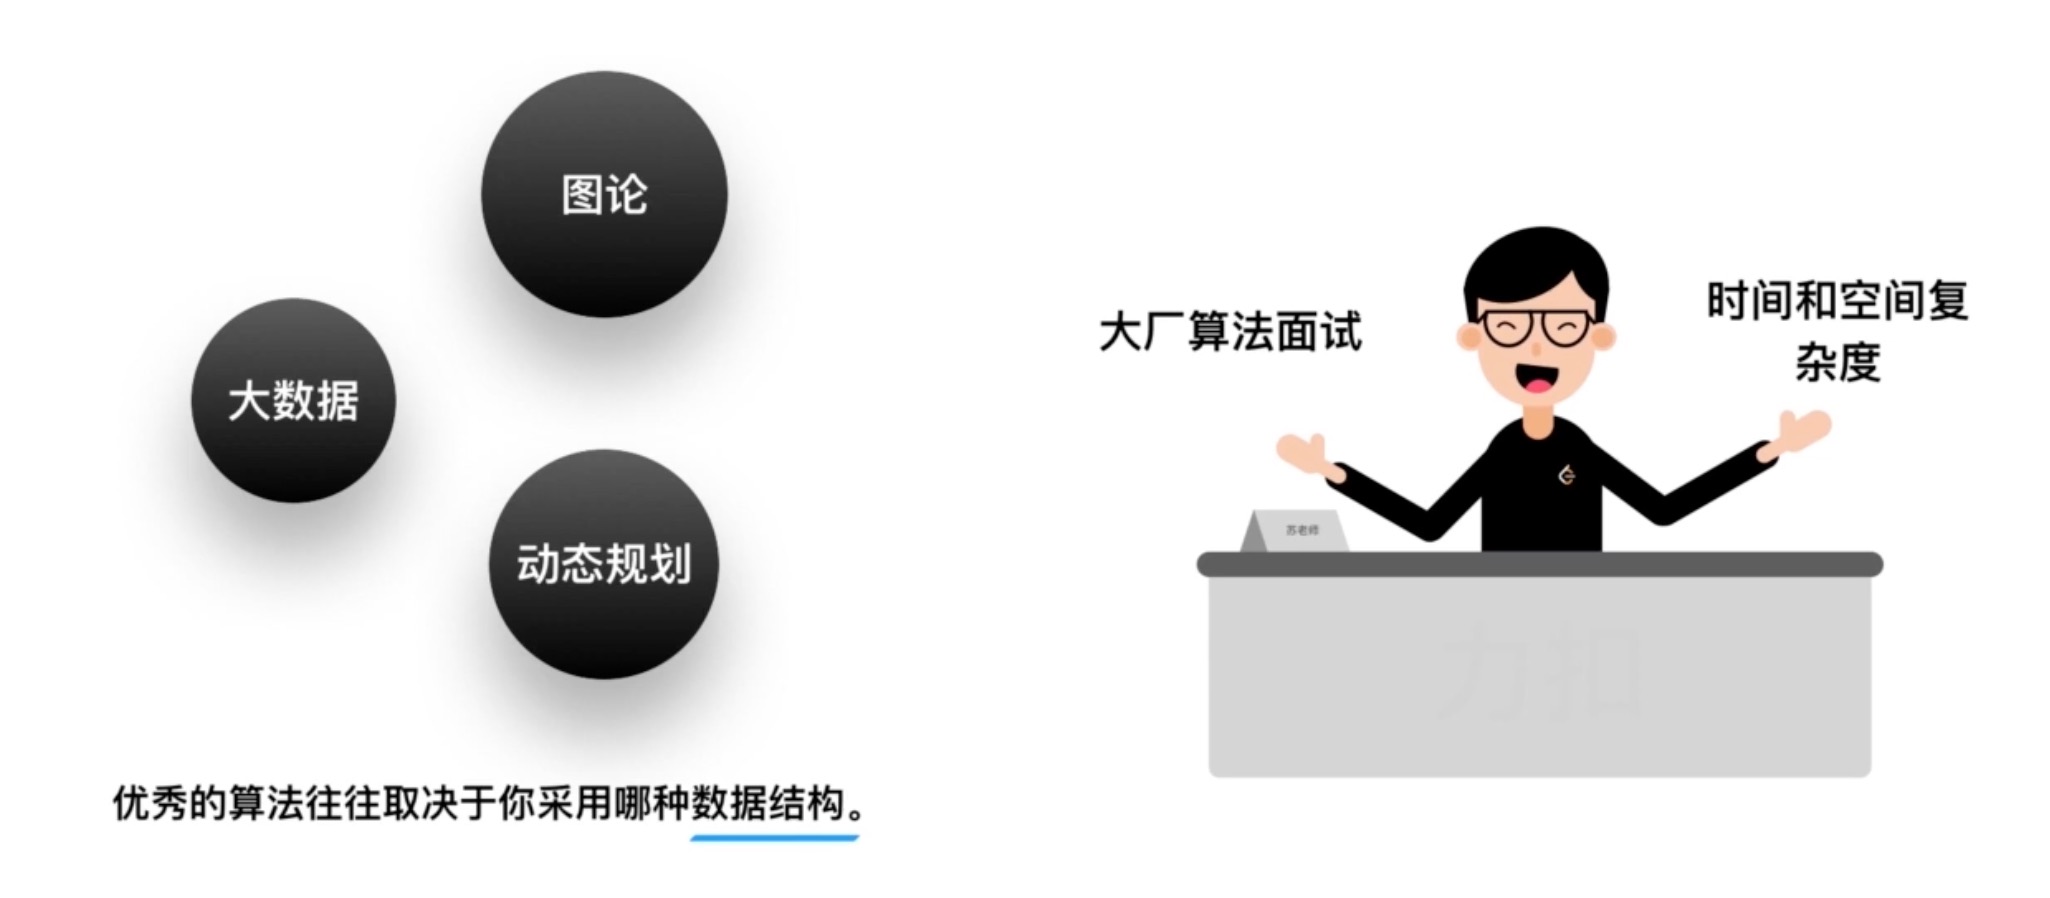 图论
大数据
动态规划
优秀的算法往往取决于你采用哪种数据结构。
大厂算法面试
时间和空间复
杂度
苏老师
力扣